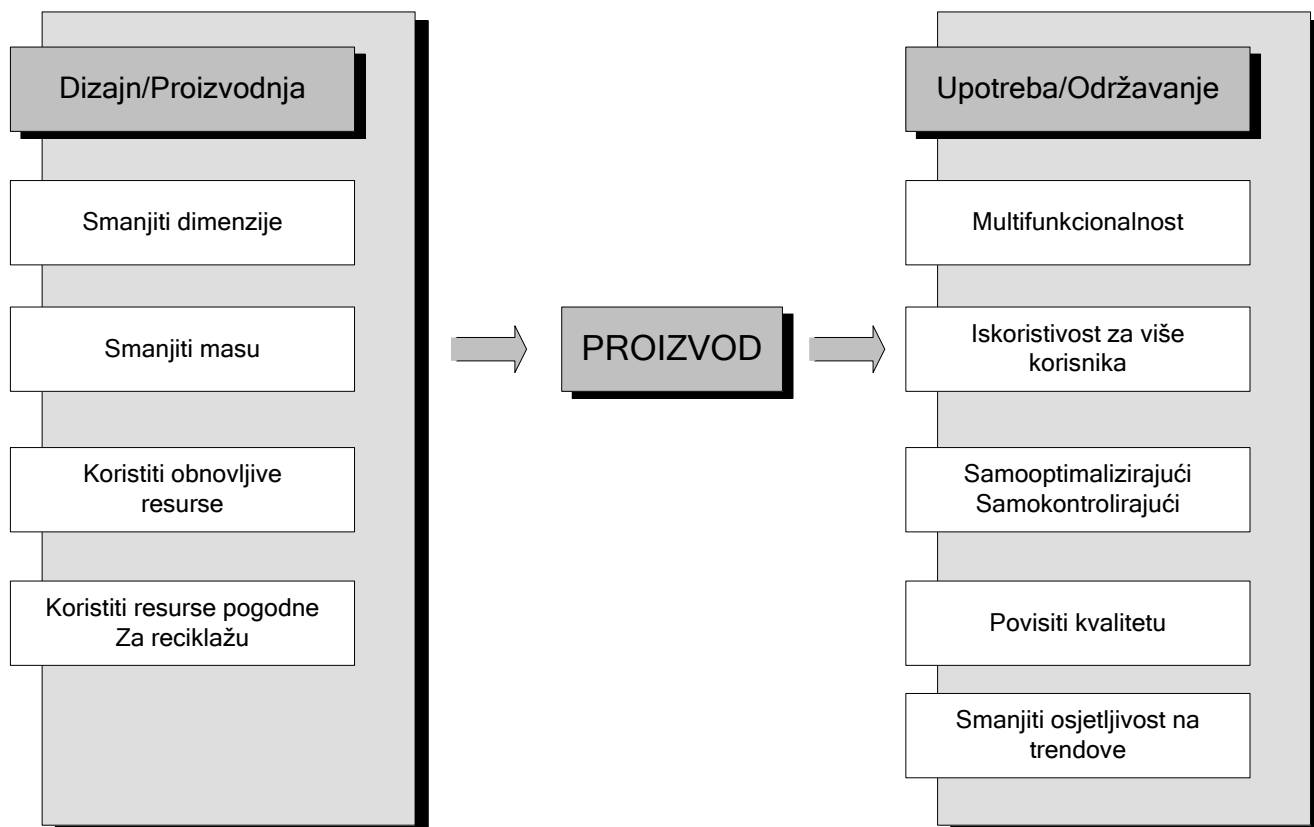 Dizajn/Proizvodnja
Smanjiti dimenzije
Smanjiti masu
Koristiti obnovljive
resurse
Koristiti resurse pogodne
Za reciklažu
PROIZVOD
Upotreba/Održavanje
Multifunkcionalnost
Iskoristivost za više
korisnika
Samooptimalizirajući
Samokontrolirajući
Povisiti kvalitetu
Smanjiti osjetljivost na
trendove